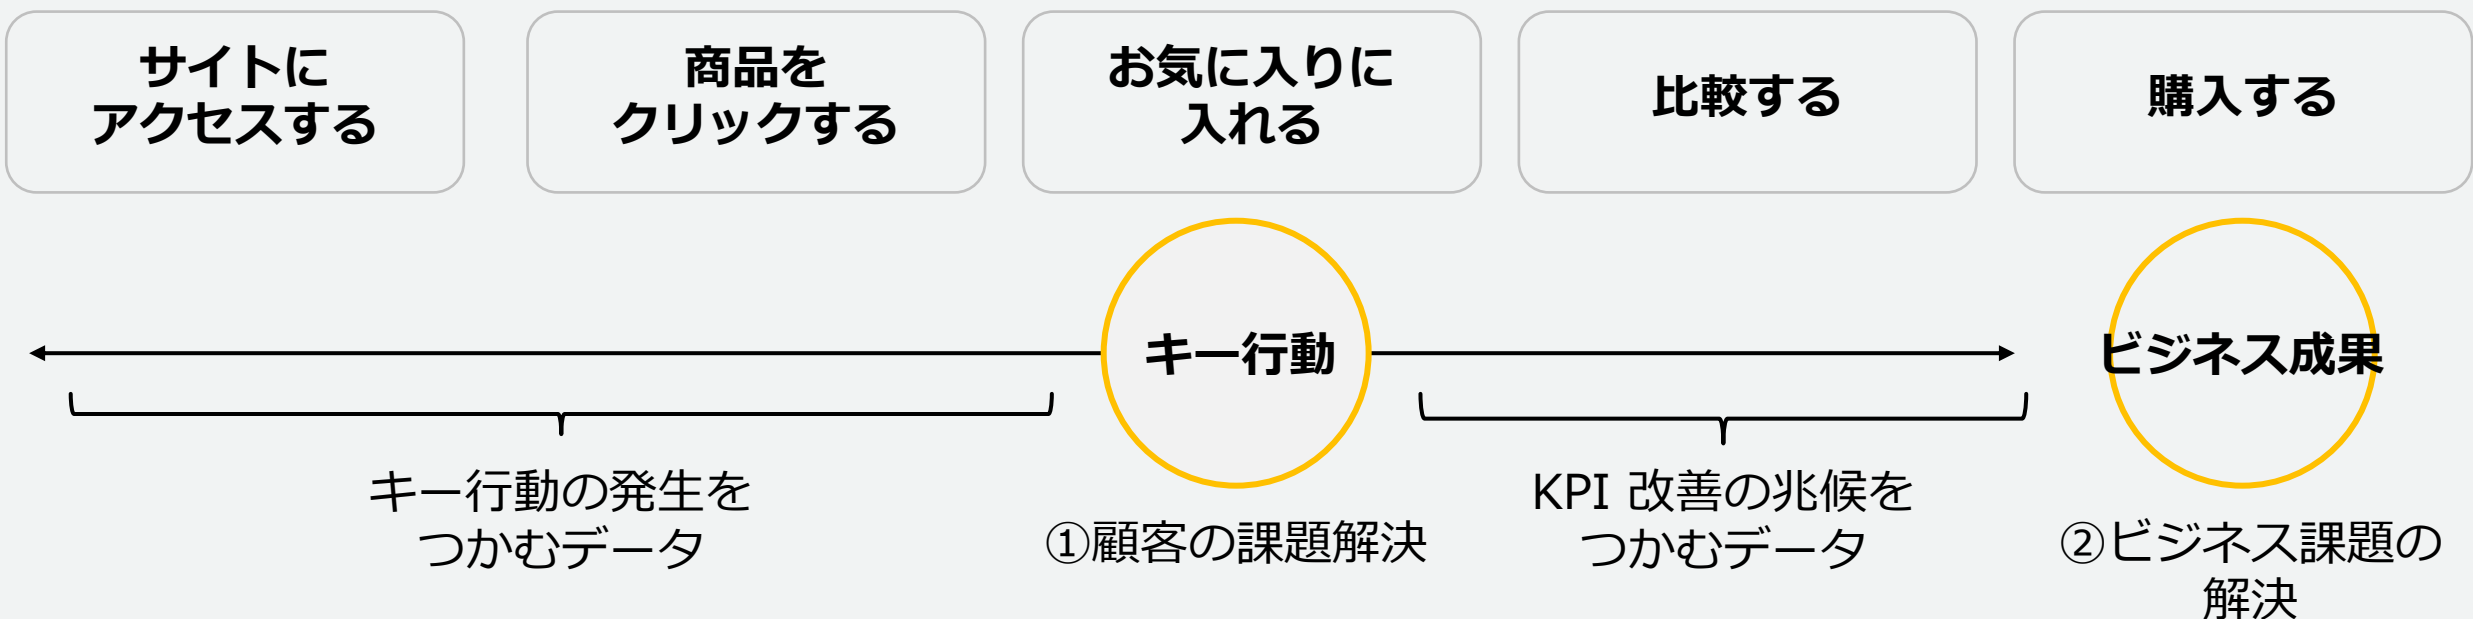 サイトに
アクセスする
商品を
クリックする
お気に入りに
入れる
比較する
購入する
キー行動
ビジネス成果
キー行動の発生を
つかむデータ
①顧客の課題解決
KPI 改善の兆候を
つかむデータ
②ビジネス課題の
解決